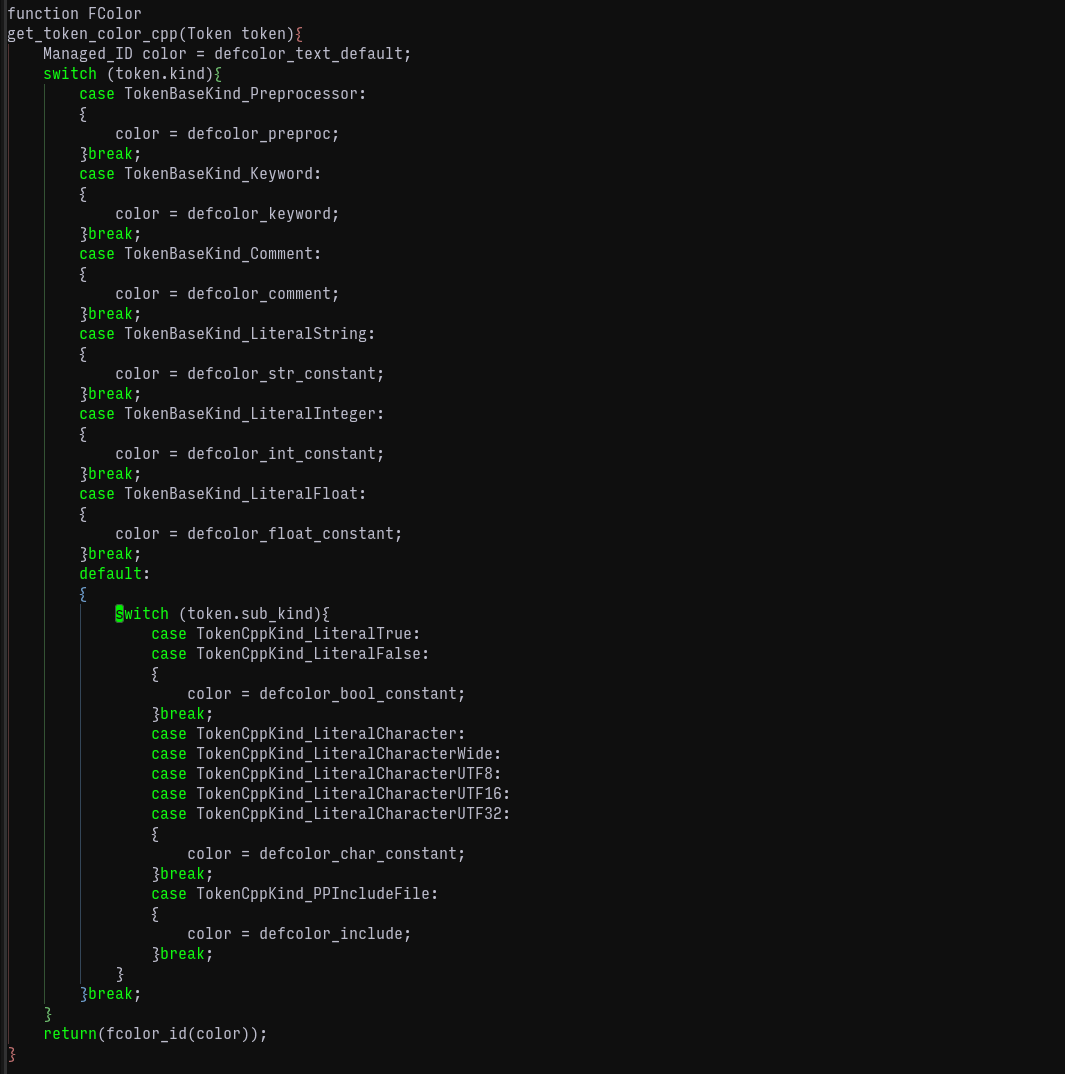 function FColor
get_token_color_cpp(Token token){
    Managed_ID color = defcolor_text_default;
    switch (token.kind){
        case TokenBaseKind_Preprocessor:
        {
            color = defcolor_preproc;
        }break;
        case TokenBaseKind_Keyword:
        {
            color = defcolor_keyword;
        }break;
        case TokenBaseKind_Comment:
        {
            color = defcolor_comment;
        }break;
        case TokenBaseKind_LiteralString:
        {
            color = defcolor_str_constant;
        }break;
        case TokenBaseKind_LiteralInteger:
        {
            color = defcolor_int_constant;
        }break;
        case TokenBaseKind_LiteralFloat:
        {
            color = defcolor_float_constant;
        }break;
        default:
        {
            switch (token.sub_kind){
                case TokenCppKind_LiteralTrue:
                case TokenCppKind_LiteralFalse:
                {
                    color = defcolor_bool_constant;
                }break;
                case TokenCppKind_LiteralCharacter:
                case TokenCppKind_LiteralCharacterWide:
                case TokenCppKind_LiteralCharacterUTF8:
                case TokenCppKind_LiteralCharacterUTF16:
                case TokenCppKind_LiteralCharacterUTF32:
                {
                    color = defcolor_char_constant;
                }break;
                case TokenCppKind_PPIncludeFile:
                {
                    color = defcolor_include;
                }break;
            }
        }break;
    }
    return(fcolor_id(color));
}